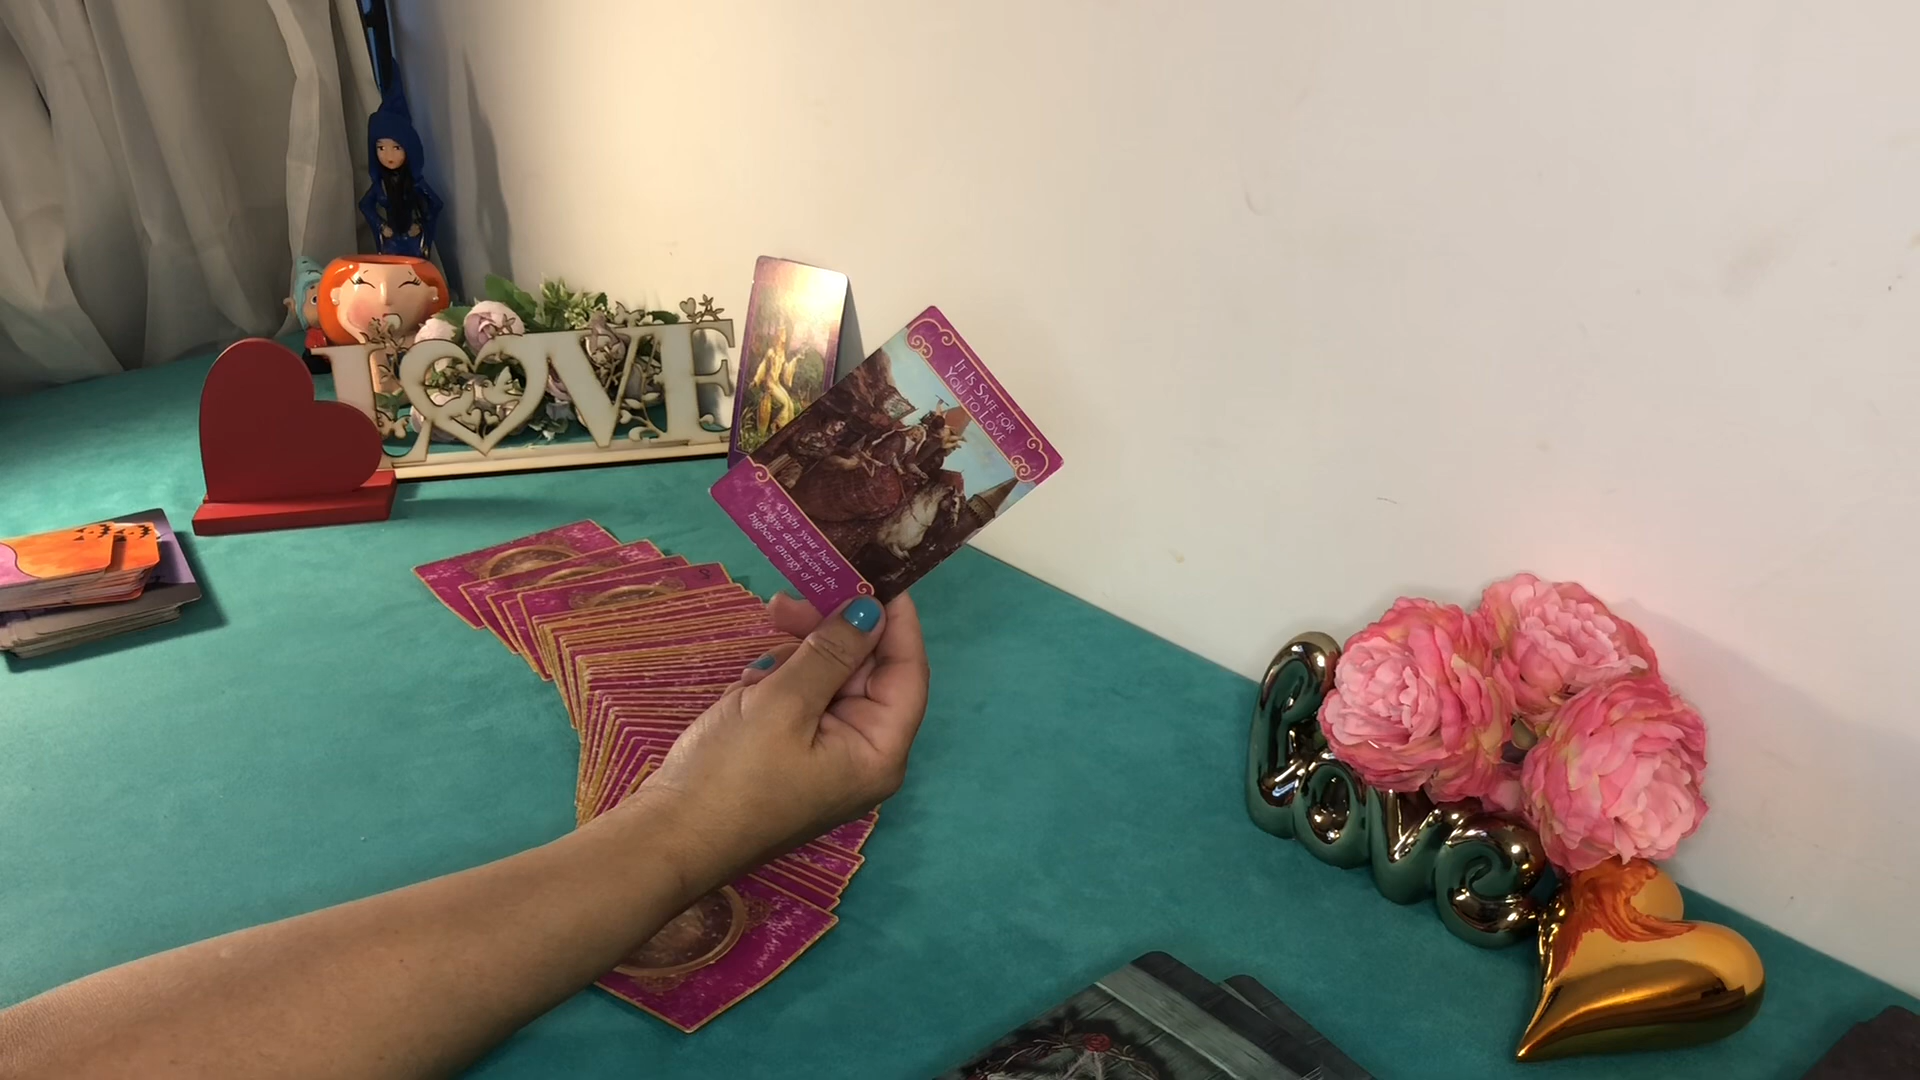 LOVE
IT IS SAFE FOR
YOU TO LOVE
Open your heart
to give and receive the
highest energy of all.
Love